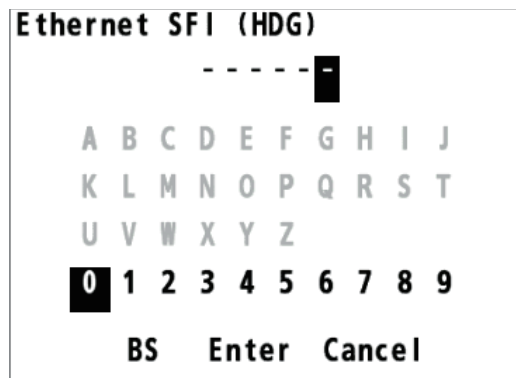 Ethernet SFI (HDG)
- - - - - -
A B C D E F G H I J
K L M N O P Q R S T
U V W X Y Z
0 1 2 3 4 5 6 7 8 9
BS Enter Cancel